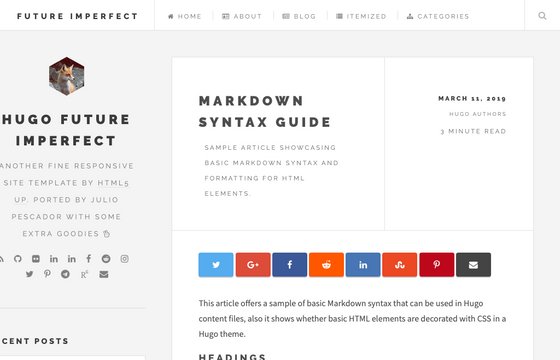 FUTURE IMPERFECT
HOME
ABOUT
BLOG
ITEMIZED
CATEGORIES
HUGO FUTURE
IMPERFECT
ANOTHER FINE RESPONSIVE
SITE TEMPLATE BY HTML5
UP. PORTED BY JULIO
PESCADOR WITH SOME
EXTRA GOODIES
CENT POSTS
MARKDOWN
SYNTAX GUIDE
SAMPLE ARTICLE SHOWCASING
BASIC MARKDOWN SYNTAX AND
FORMATTING FOR HTML
ELEMENTS
MARCH 11, 2019
HUGO AUTHORS
3 MINUTE READ
This article offers a sample of basic Markdown syntax that can be used in Hugo
content files, also it shows whether basic HTML elements are decorated with CSS in a
Hugo theme.
HEADINGS